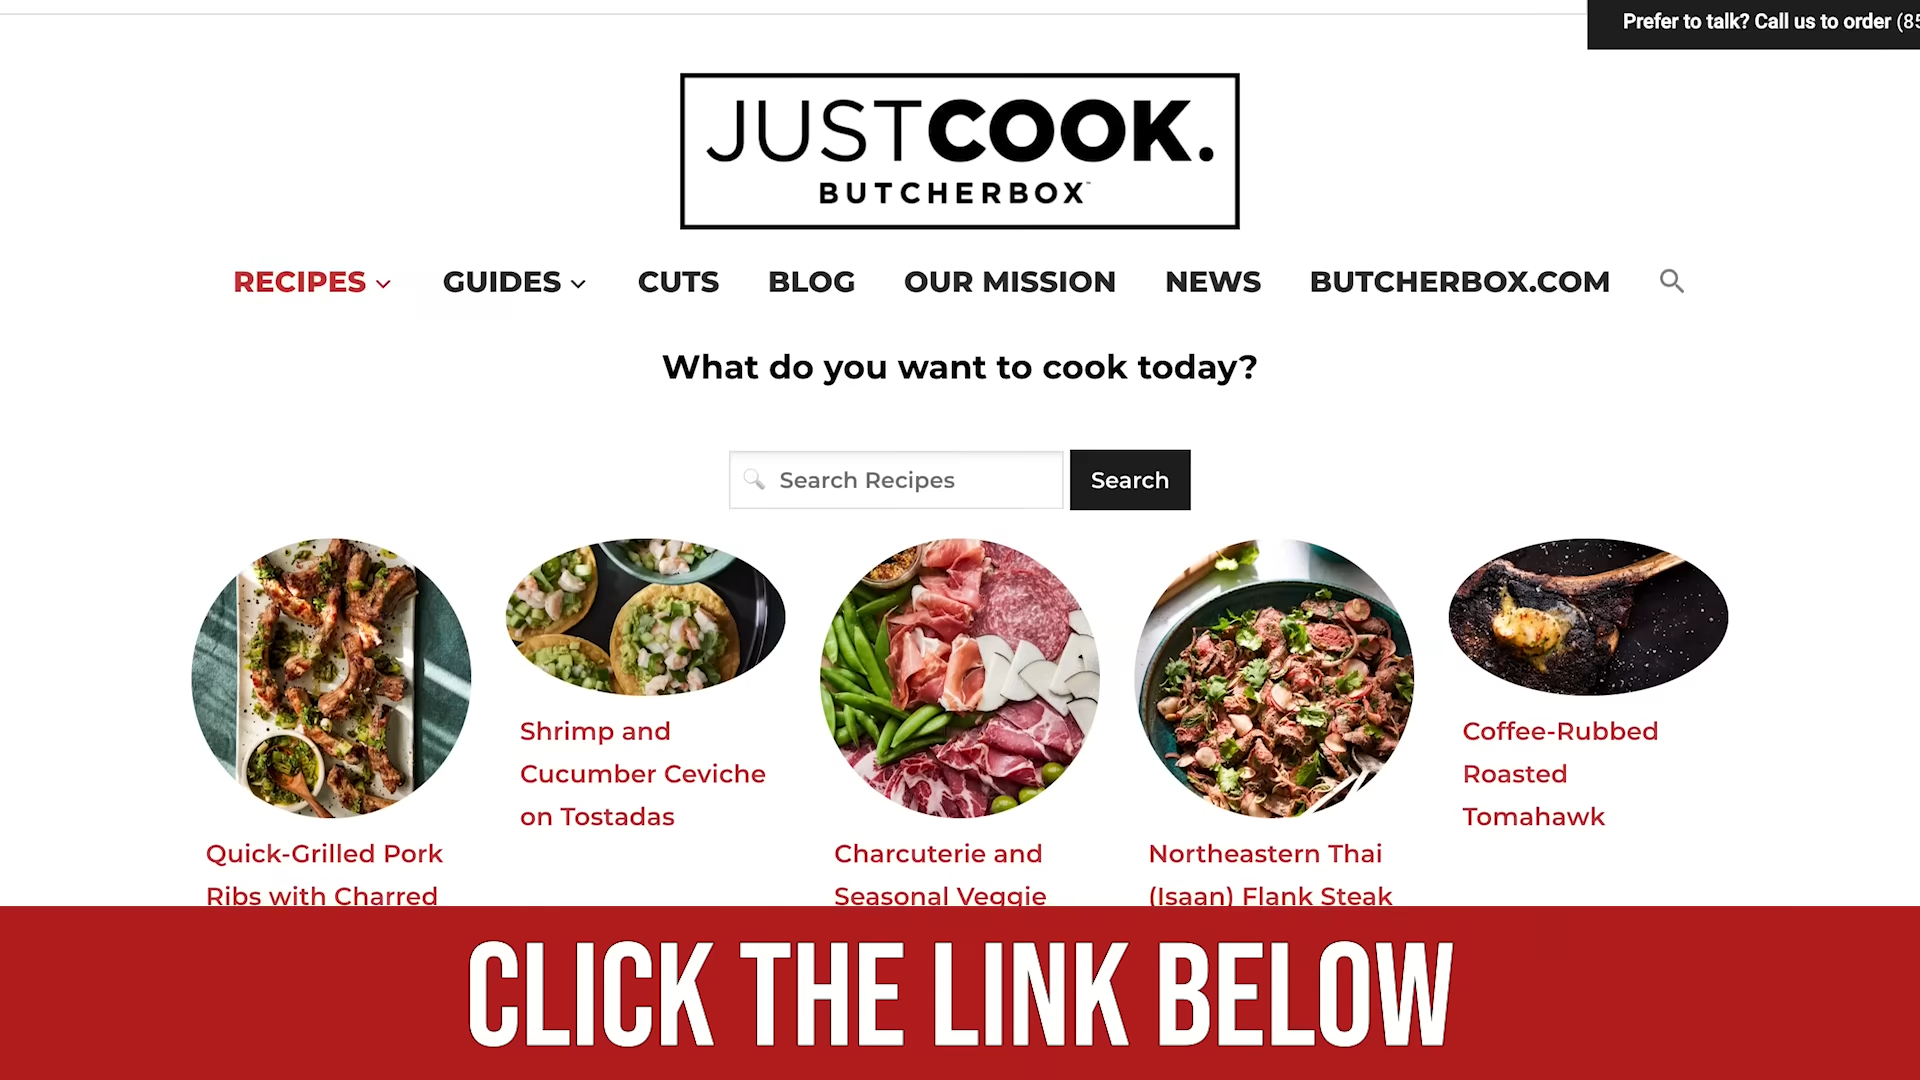 Prefer to talk? Call us to order (85
JUSTCOOK.
BUTCHERBOX™
RECIPES GUIDES CUTS BLOG OUR MISSION NEWS BUTCHERBOX.COM
What do you want to cook today?
Search Recipes Search
Quick-Grilled Pork
Ribs with Charred
Shrimp and
Cucumber Ceviche
on Tostadas
Charcuterie and
Seasonal Veggie
Northeastern Thai
(Isaan) Flank Steak
Coffee-Rubbed
Roasted
Tomahawk
CLICK THE LINK BELOW